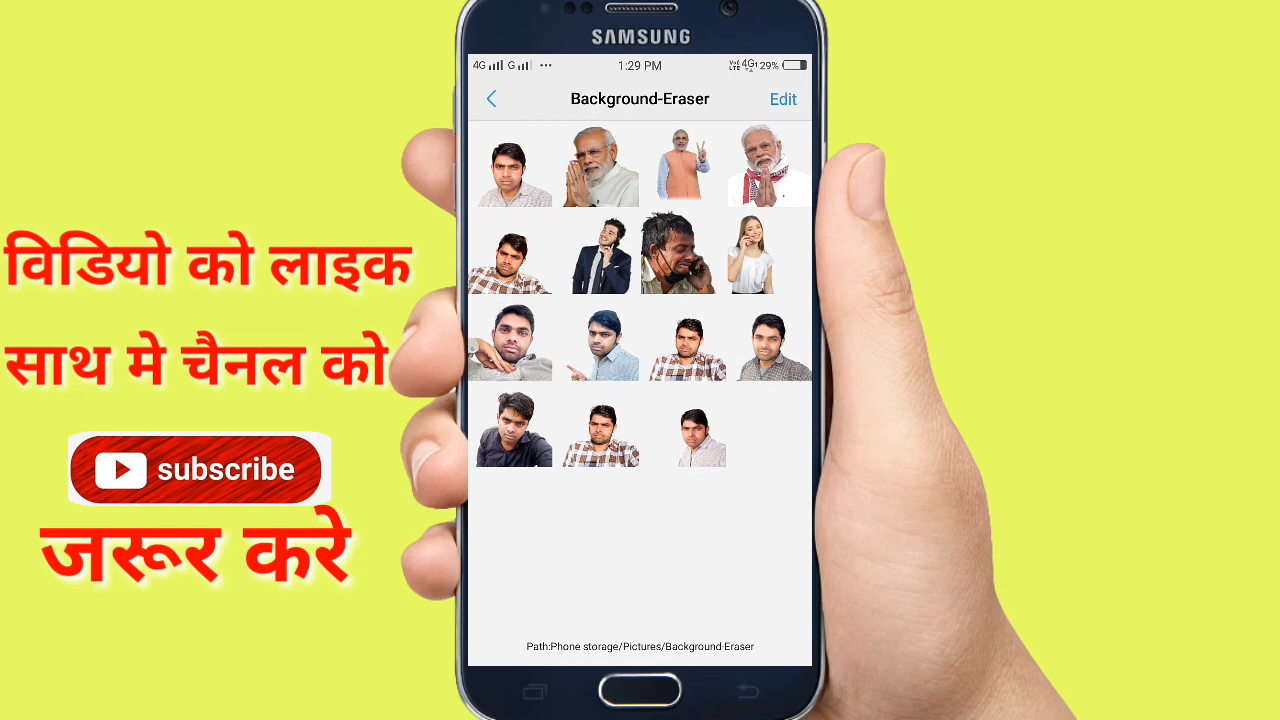 SAMSUNG
4G G ... 1:29 PM VoLTE 4G 29%
Background-Eraser Edit
विडियो को लाइक
साथ मे चैनल को
subscribe
जरूर करे
Path:Phone storage/Pictures/Background-Eraser